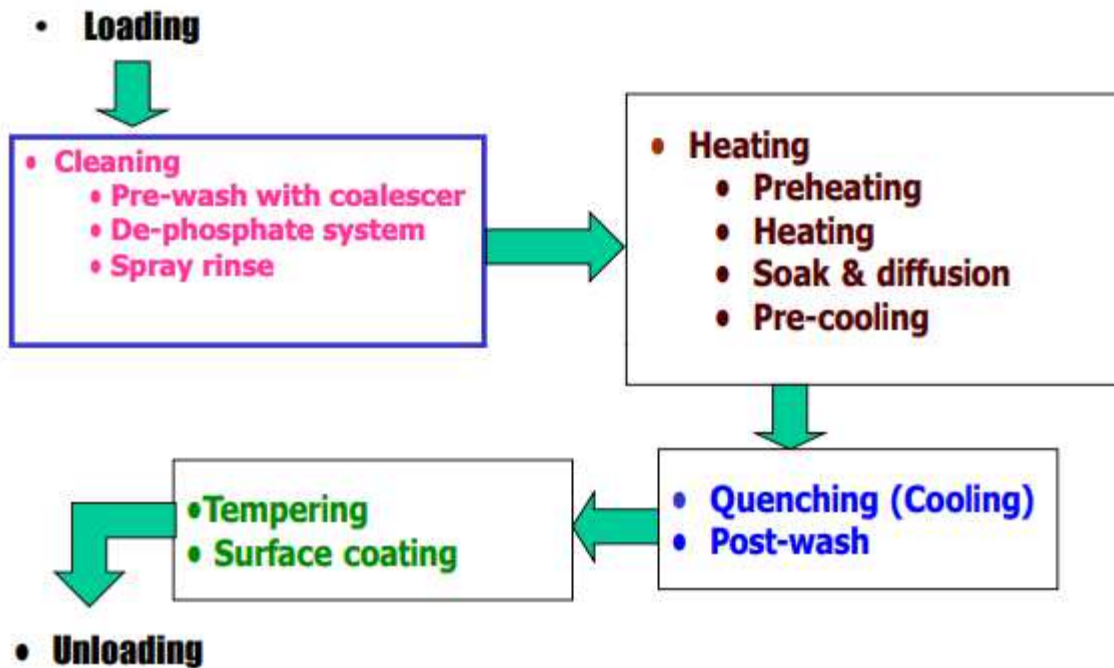 • Loading
• Cleaning
• Pre-wash with coalescer
• De-phosphate system
• Spray rinse
• Heating
• Preheating
• Heating
• Soak & diffusion
• Pre-cooling
• Quenching (Cooling)
• Post-wash
•Tempering
• Surface coating
• Unloading